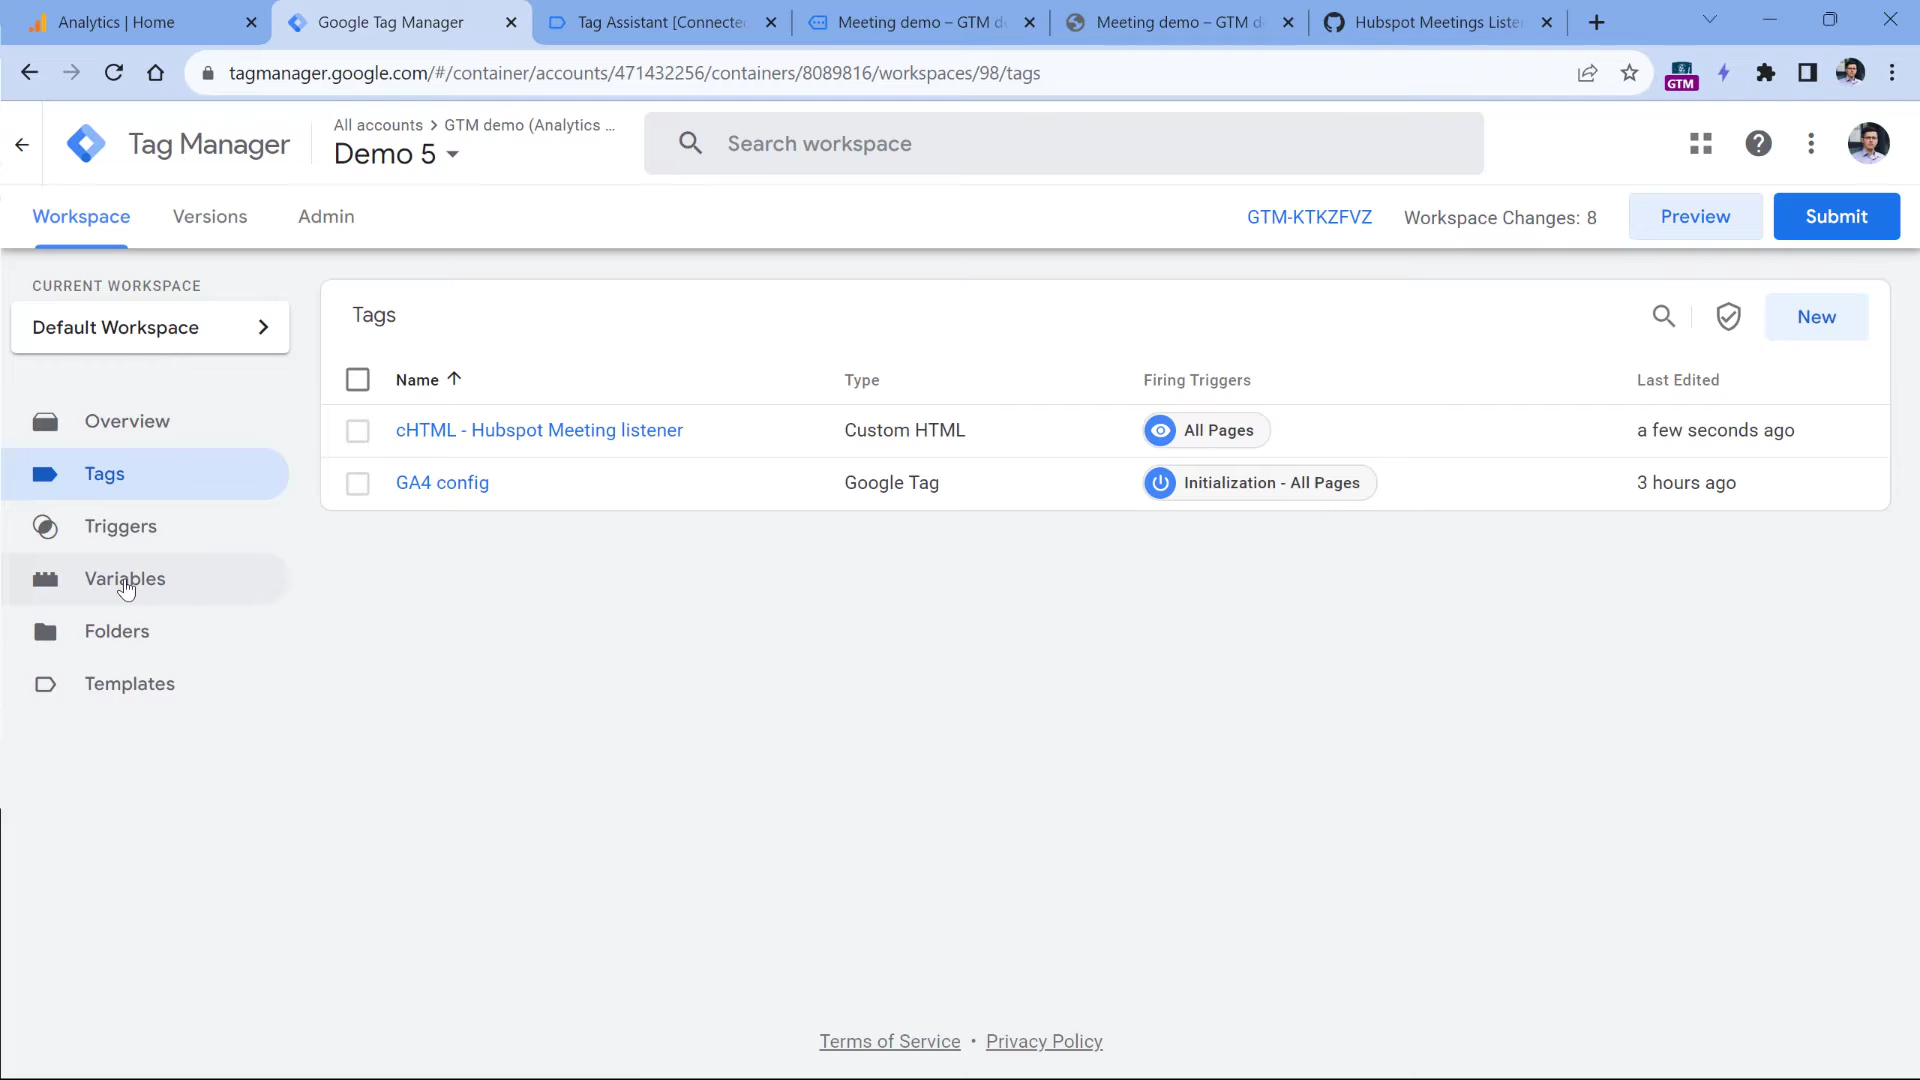 Analytics | Home
Google Tag Manager
Tag Assistant [Connected
Meeting demo – GTM d
Meeting demo – GTM d
Hubspot Meetings Liste
tagmanager.google.com/#/container/accounts/471432256/containers/8089816/workspaces/98/tags
GTM
Tag Manager
All accounts > GTM demo (Analytics ...
Demo 5
Search workspace
Workspace
Versions
Admin
GTM-KTKZFVZ
Workspace Changes: 8
Preview
Submit
CURRENT WORKSPACE
Default Workspace
Overview
Tags
Triggers
Variables
Folders
Templates
Tags
New
Name
Type
Firing Triggers
Last Edited
cHTML - Hubspot Meeting listener
Custom HTML
All Pages
a few seconds ago
GA4 config
Google Tag
Initialization - All Pages
3 hours ago
Terms of Service • Privacy Policy